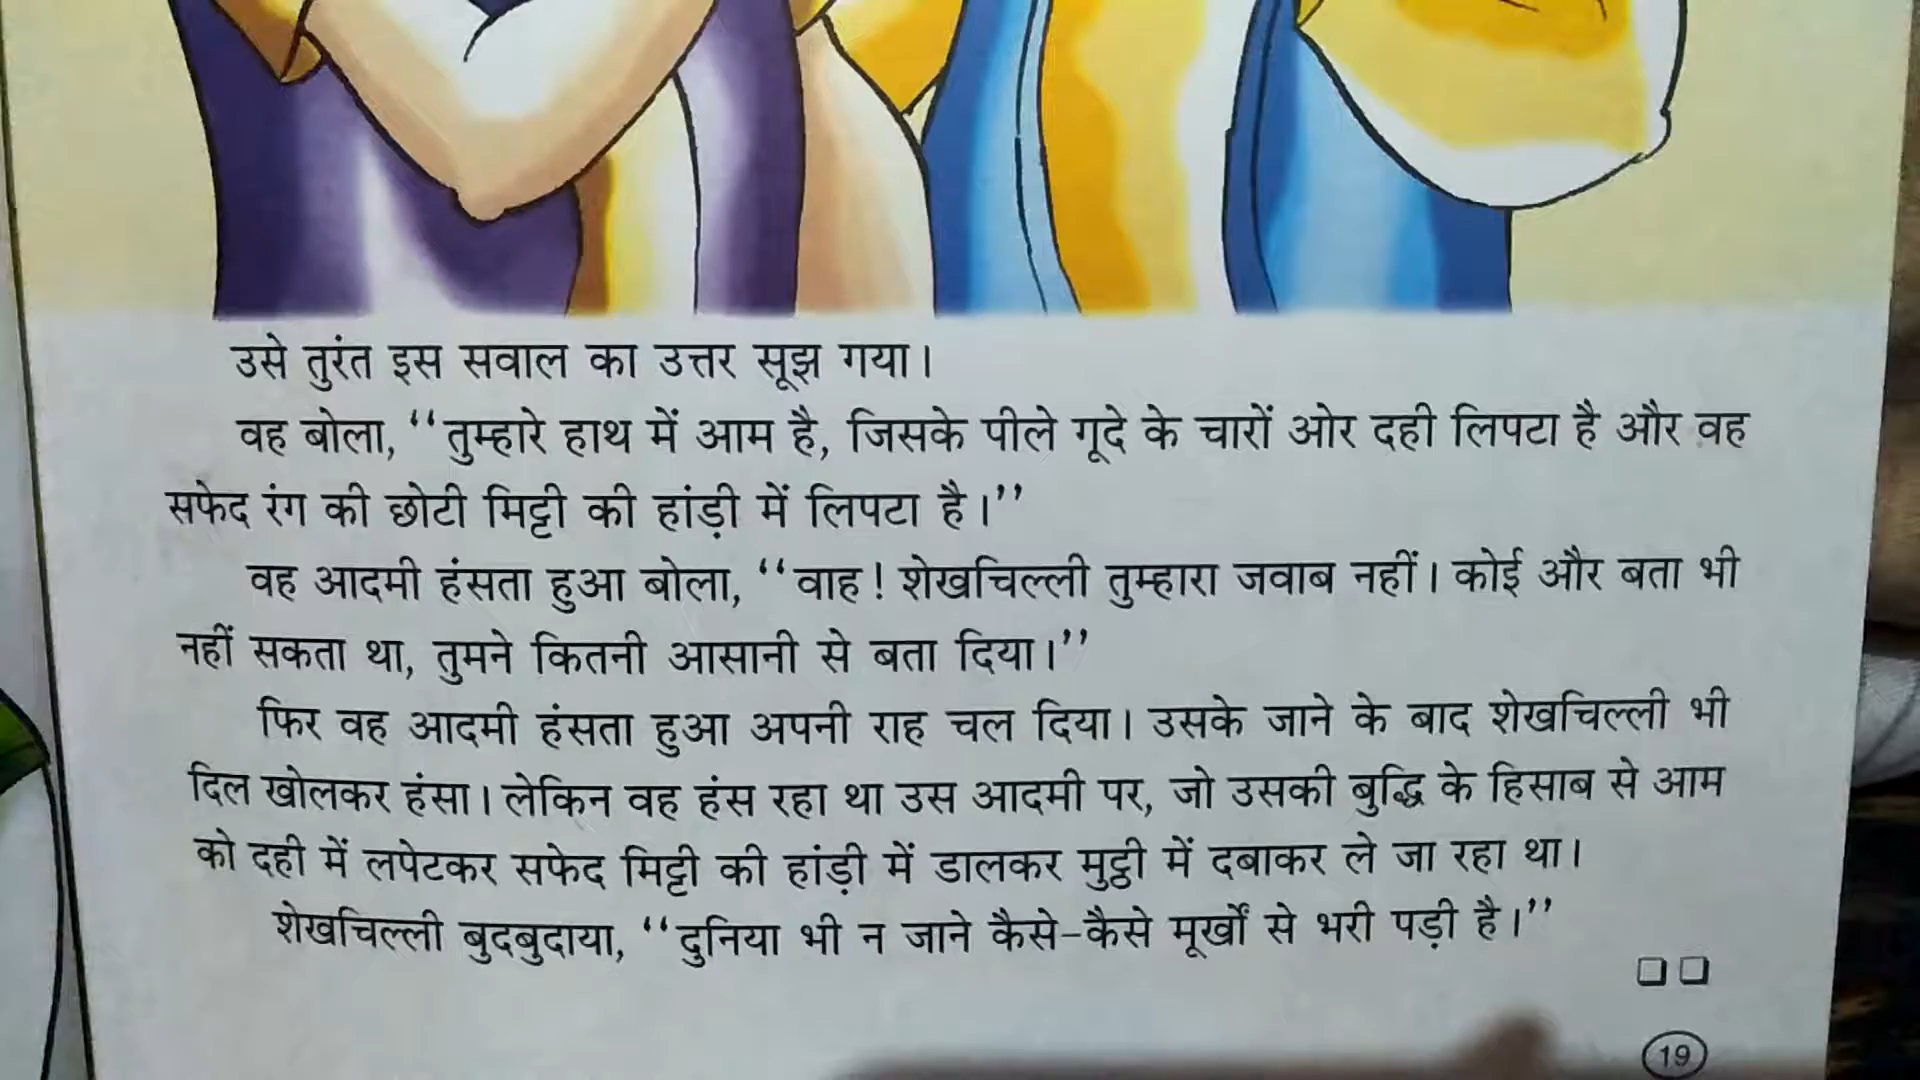 उसे तुरंत इस सवाल का उत्तर सूझ गया।
वह बोला, ‘‘तुम्हारे हाथ में आम है, जिसके पीले गूदे के चारों ओर दही लिपटा है और वह
सफेद रंग की छोटी मिट्टी की हांड़ी में लिपटा है।’’
वह आदमी हंसता हुआ बोला, ‘‘वाह! शेखचिल्ली तुम्हारा जवाब नहीं। कोई और बता भी
नहीं सकता था, तुमने कितनी आसानी से बता दिया।’’
फिर वह आदमी हंसता हुआ अपनी राह चल दिया। उसके जाने के बाद शेखचिल्ली भी
दिल खोलकर हंसा। लेकिन वह हंस रहा था उस आदमी पर, जो उसकी बुद्धि के हिसाब से आम
को दही में लपेटकर सफेद मिट्टी की हांड़ी में डालकर मुट्ठी में दबाकर ले जा रहा था।
शेखचिल्ली बुदबुदाया, ‘‘दुनिया भी न जाने कैसे-कैसे मूर्खों से भरी पड़ी है।’’
19